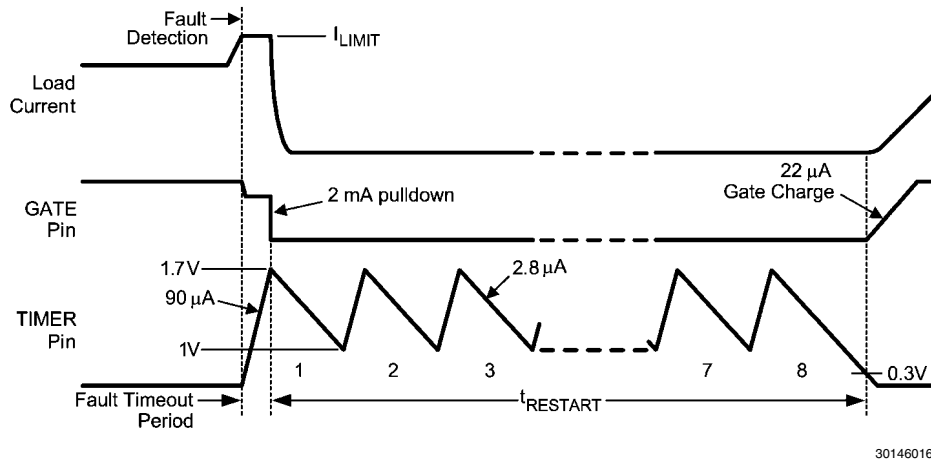 Fault
Detection
I_LIMIT
Load
Current
22 μA
Gate Charge
2 mA pulldown
GATE
Pin
1.7V
2.8 μA
90 μA
TIMER
Pin
1V
1 2 3 7 8
0.3V
Fault Timeout
Period
t_RESTART
30146016